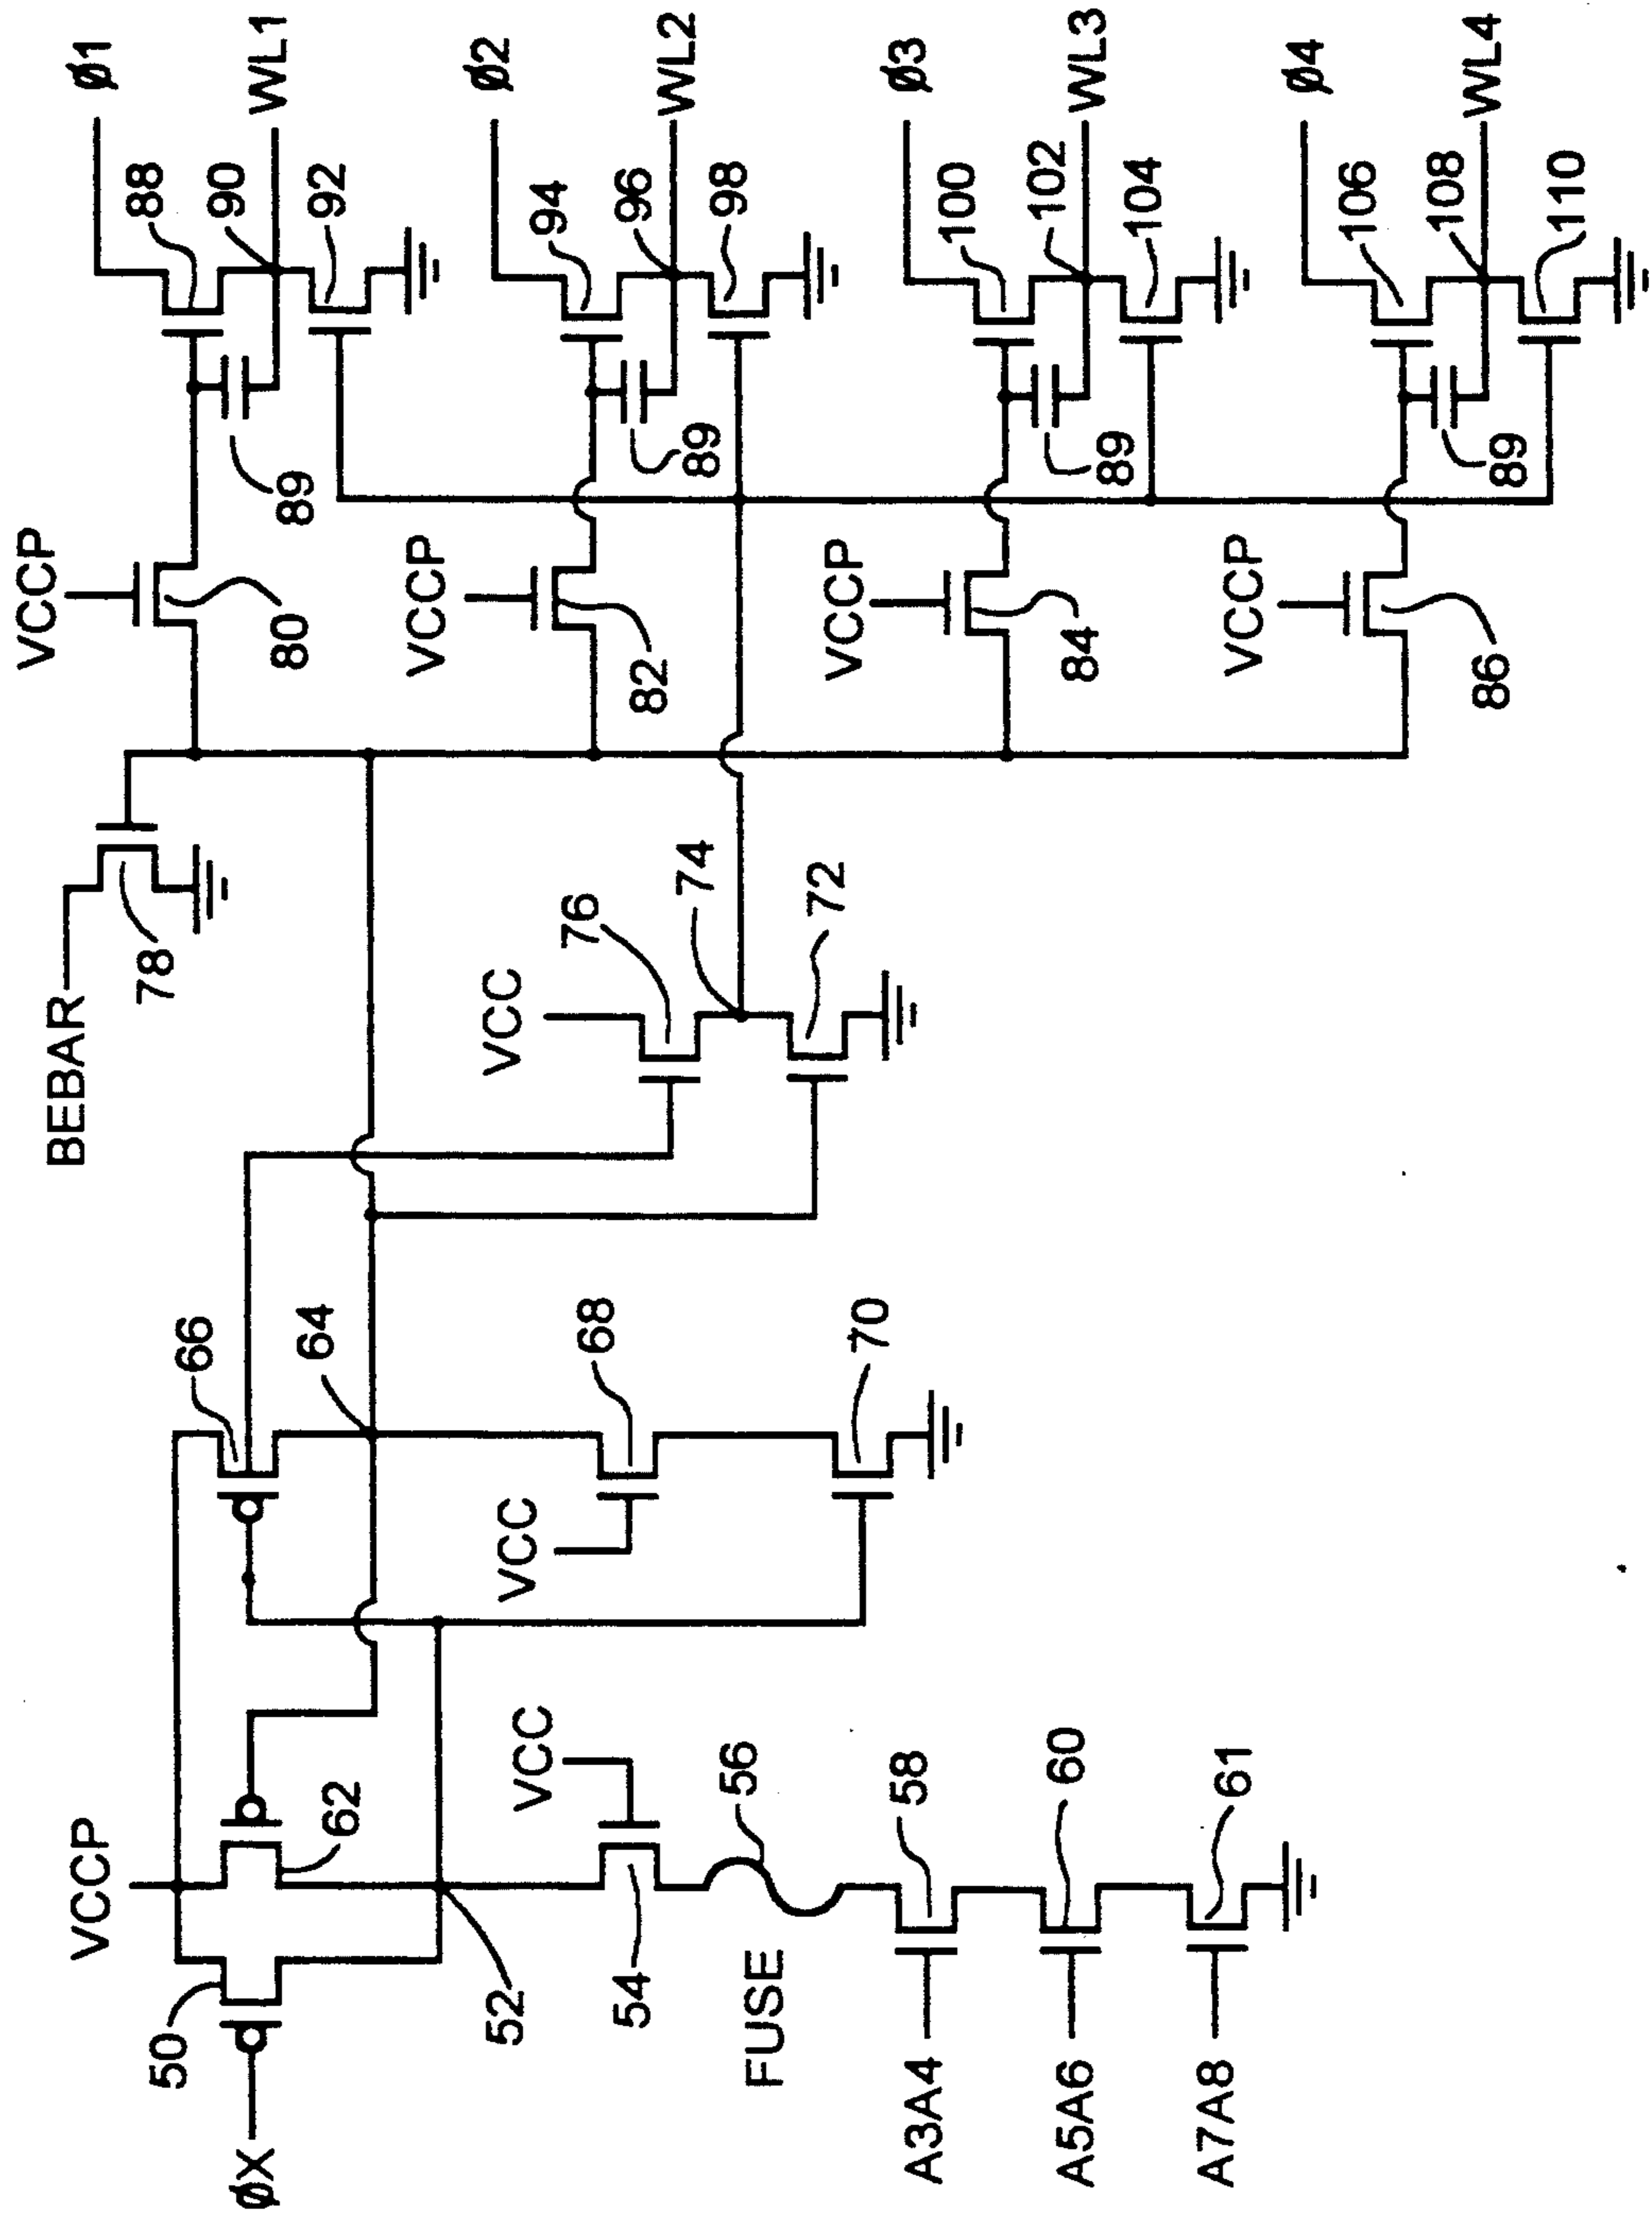 Ø1
88
WL1
90
92
89
VCCP
80
Ø2
94
WL2
96
98
89
VCCP
82
Ø3
100
WL3
102
104
89
VCCP
84
Ø4
106
WL4
108
110
89
VCCP
86
BEBAR
78
VCC
76
74
72
66
64
68
VCC
70
VCCP
62
ØX
50
52
VCC
54
56
FUSE
58
A3A4
60
A5A6
61
A7A8